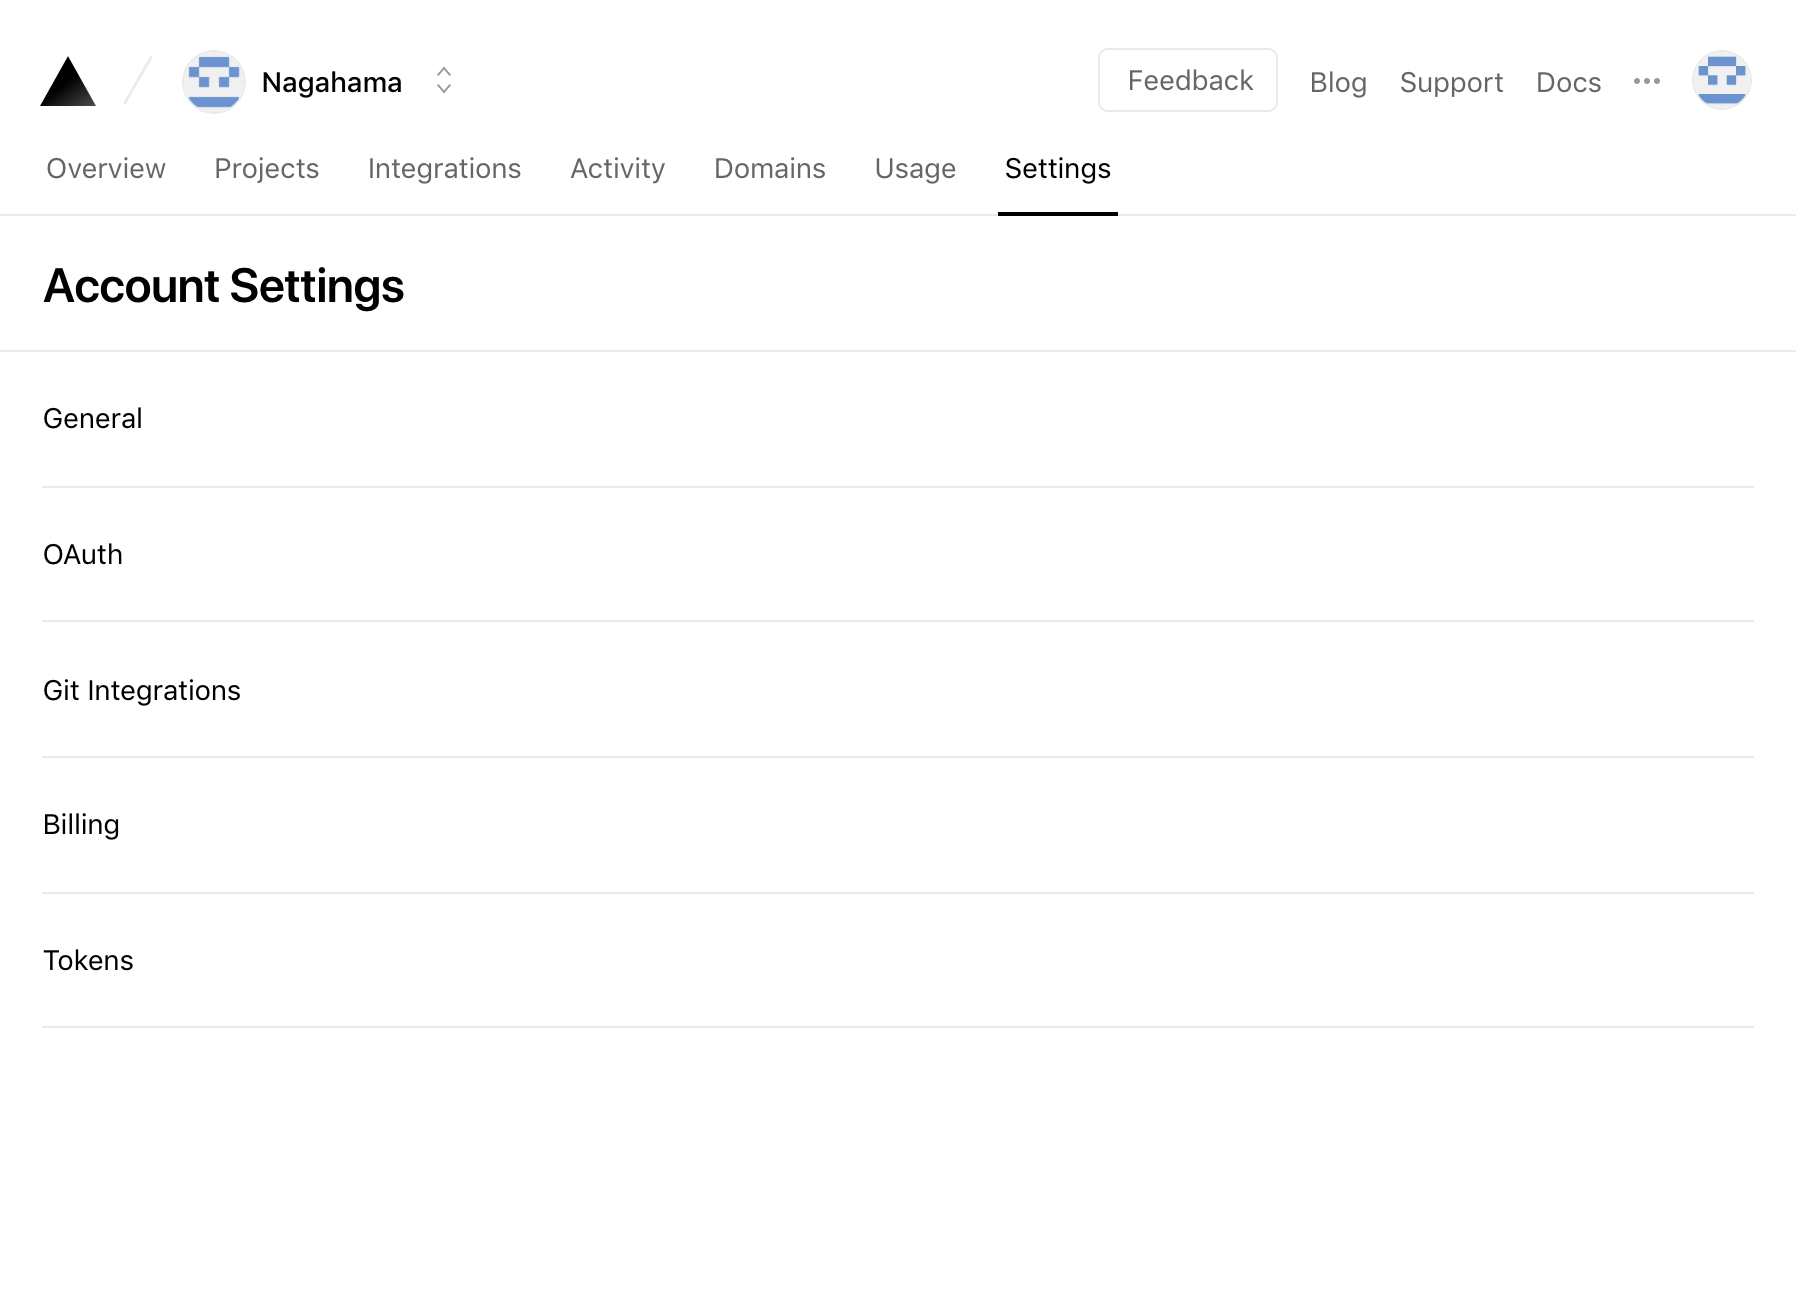 Nagahama
Feedback Blog Support Docs
Overview Projects Integrations Activity Domains Usage Settings
Account Settings
General
OAuth
Git Integrations
Billing
Tokens